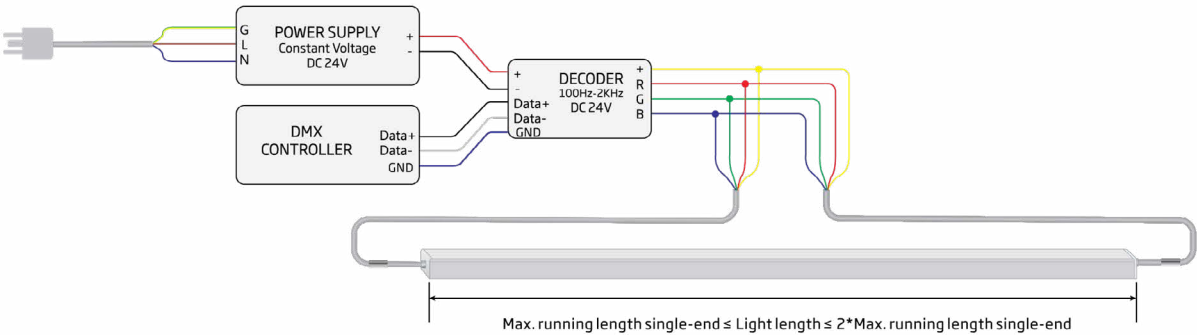 G
L
N
POWER SUPPLY
Constant Voltage
DC 24V
+
-
DMX
CONTROLLER
Data+
Data-
GND
+
-
Data+
Data-
GND
DECODER
100Hz-2KHz
DC 24V
+
R
G
B
Max. running length single-end ≤ Light length ≤ 2*Max. running length single-end